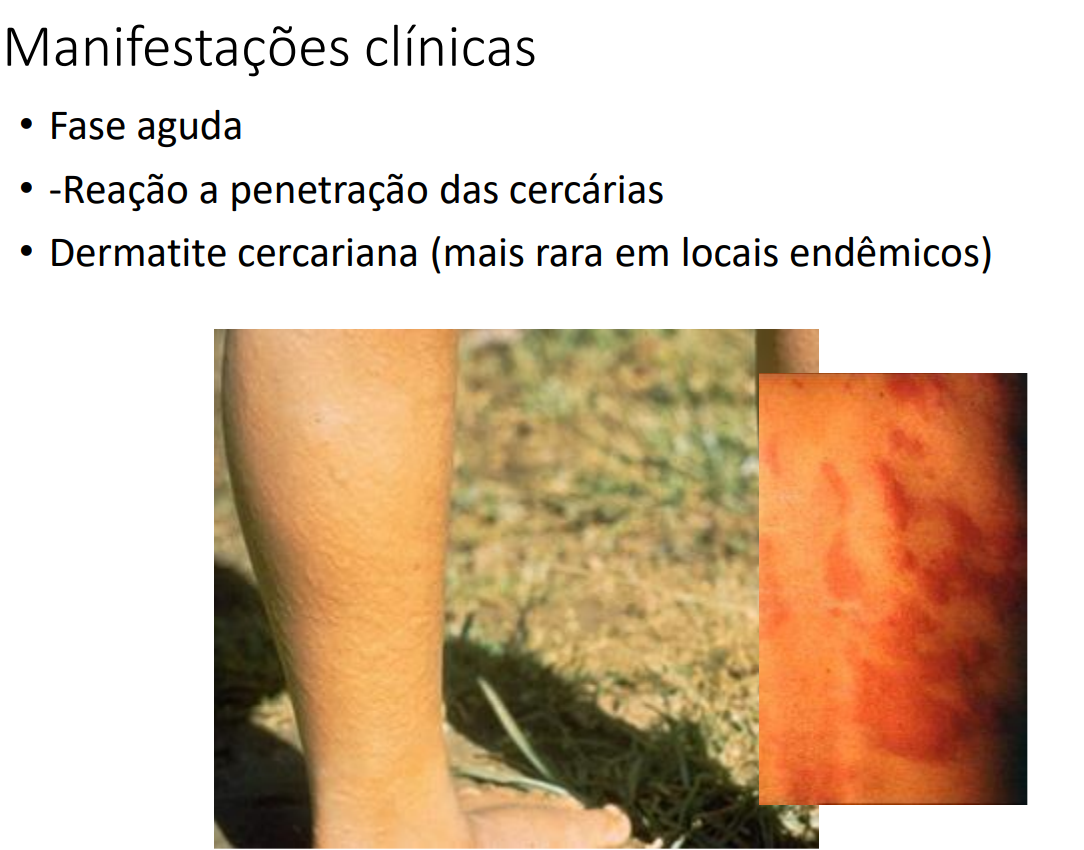 Manifestações clínicas
• Fase aguda
• -Reação a penetração das cercárias
• Dermatite cercariana (mais rara em locais endêmicos)